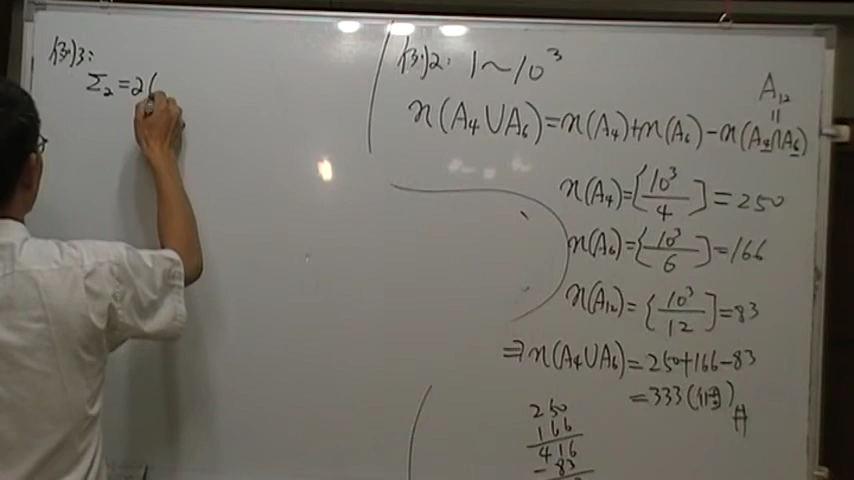 例3:
Σ₂=2(
例2: 1~10³
n(A₄∪A₆)=n(A₄)+n(A₆)-n(A₄∩A₆)
A₁₂
||
n(A₄)=[10³/4]=250
n(A₆)=[10³/6]=166
n(A₁₂)=[10³/12]=83
⇒n(A₄∪A₆)=250+166-83
=333(個)#
250
166
416
-83